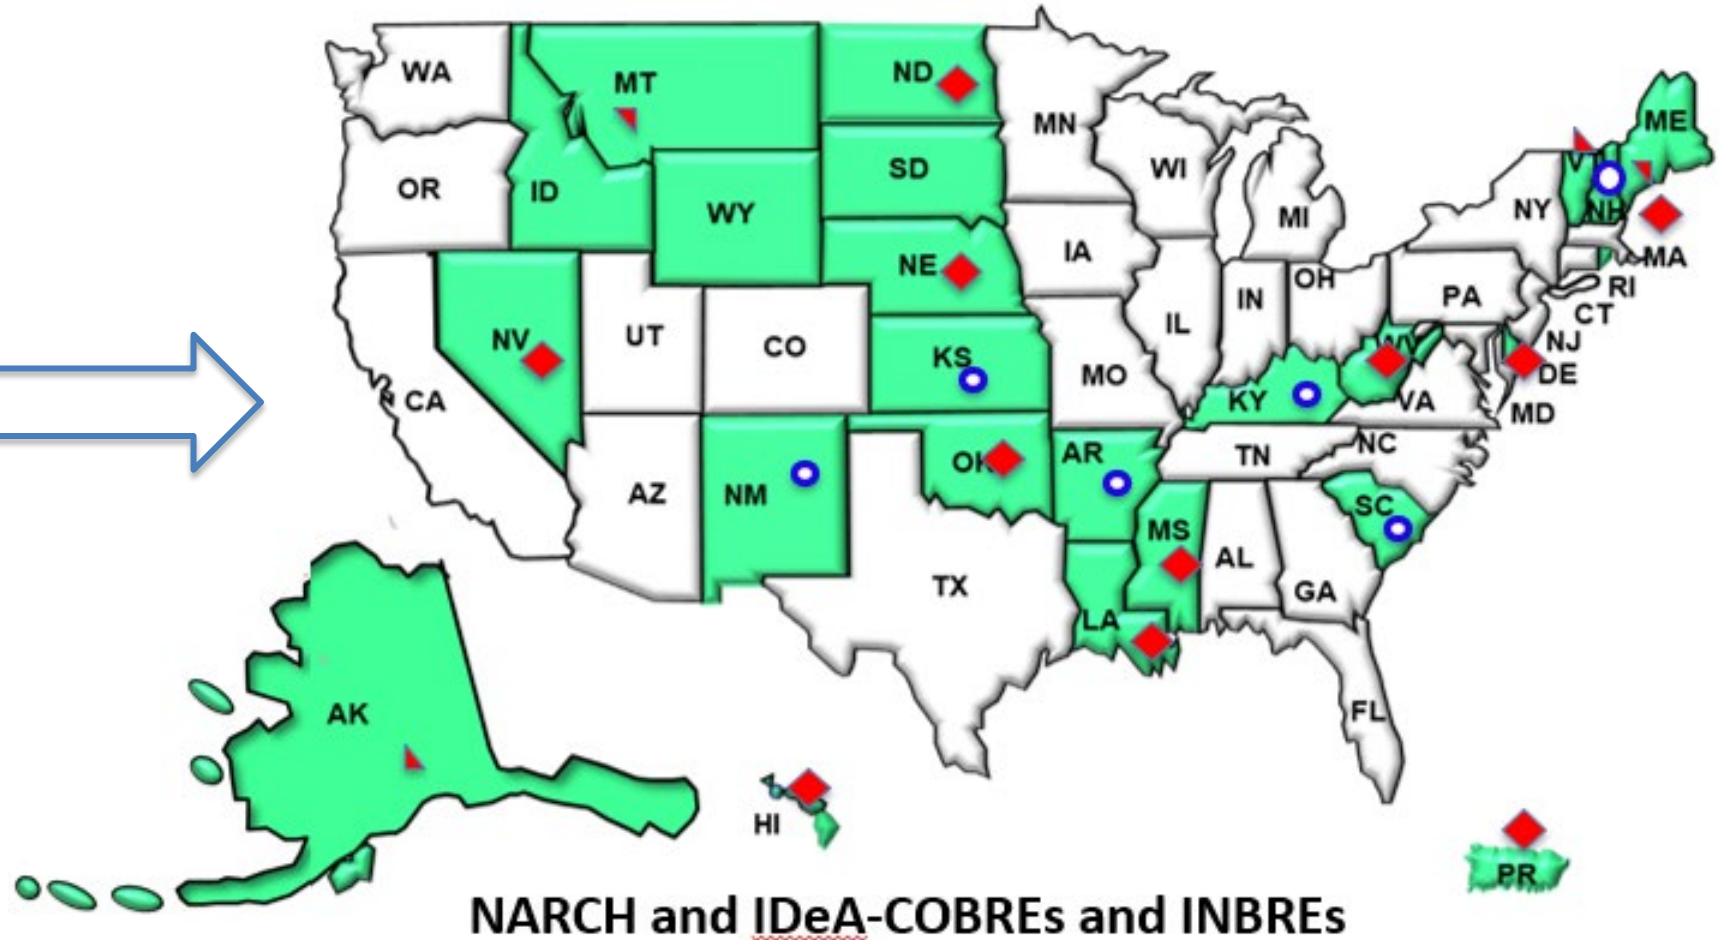 WA
MT
ND
MN
ME
OR
ID
SD
WI
VT
WY
MI
NY
NH
NE
IA
MA
OH
RI
IN
PA
CT
NV
UT
CO
IL
NJ
KS
WV
DE
MO
CA
KY
VA
MD
NC
OK
AR
TN
AZ
NM
SC
MS
AL
TX
GA
LA
FL
AK
HI
PR
NARCH and IDeA-COBREs and INBREs